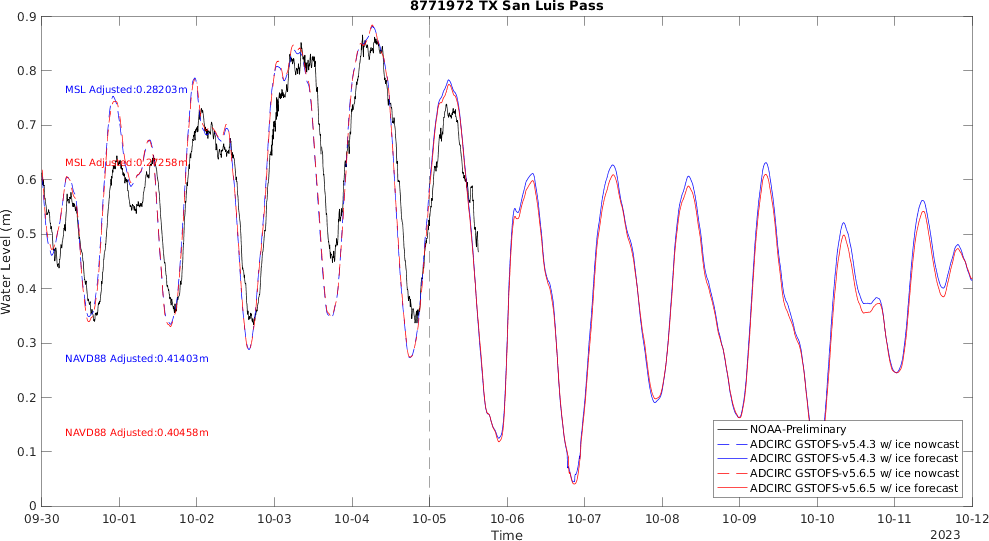 8771972 TX San Luis Pass
0.9
0.8
0.7
0.6
0.5
0.4
0.3
0.2
0.1
0
Water Level (m)
MSL Adjusted:0.28203m
MSL Adjusted:0.27258m
NAVD88 Adjusted:0.41403m
NAVD88 Adjusted:0.40458m
NOAA-Preliminary
ADCIRC GSTOFS-v5.4.3 w/ ice nowcast
ADCIRC GSTOFS-v5.4.3 w/ ice forecast
ADCIRC GSTOFS-v5.6.5 w/ ice nowcast
ADCIRC GSTOFS-v5.6.5 w/ ice forecast
09-30 10-01 10-02 10-03 10-04 10-05 10-06 10-07 10-08 10-09 10-10 10-11 10-12
Time
2023